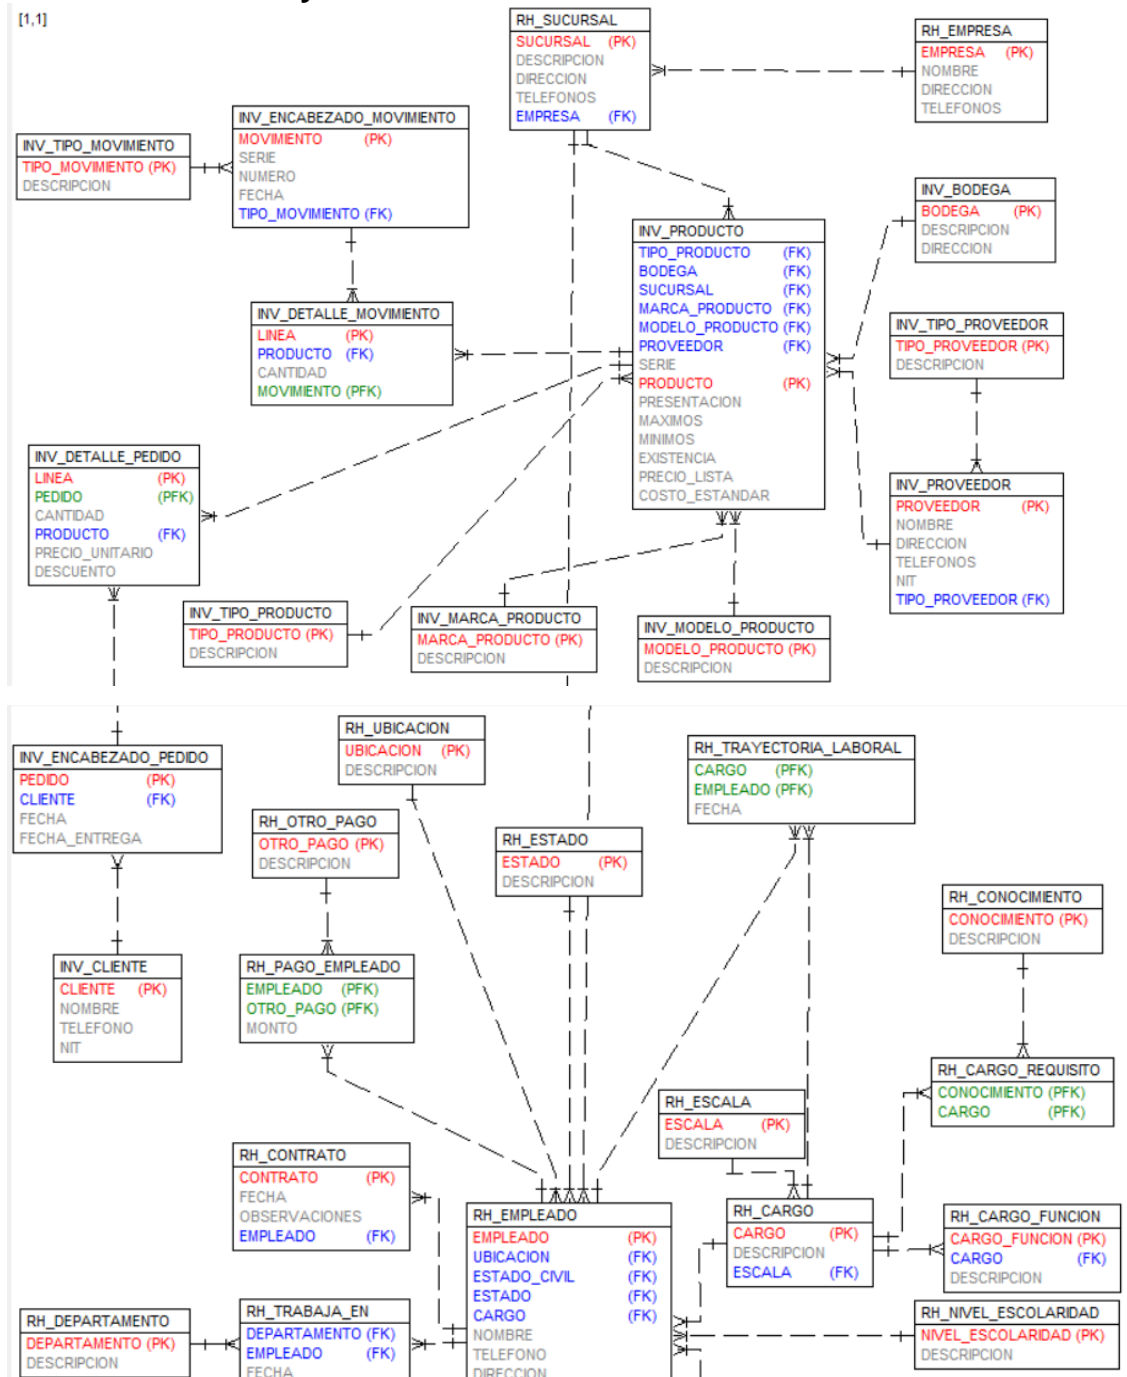 [1,1]
RH_SUCURSAL
SUCURSAL (PK)
DESCRIPCION
DIRECCION
TELEFONOS
EMPRESA (FK)
RH_EMPRESA
EMPRESA (PK)
NOMBRE
DIRECCION
TELEFONOS
INV_TIPO_MOVIMIENTO
TIPO_MOVIMIENTO (PK)
DESCRIPCION
INV_ENCABEZADO_MOVIMIENTO
MOVIMIENTO (PK)
SERIE
NUMERO
FECHA
TIPO_MOVIMIENTO (FK)
INV_BODEGA
BODEGA (PK)
DESCRIPCION
DIRECCION
INV_PRODUCTO
TIPO_PRODUCTO (FK)
BODEGA (FK)
SUCURSAL (FK)
MARCA_PRODUCTO (FK)
MODELO_PRODUCTO (FK)
PROVEEDOR (FK)
SERIE
PRODUCTO (PK)
PRESENTACION
MAXIMOS
MINIMOS
EXISTENCIA
PRECIO_LISTA
COSTO_ESTANDAR
INV_DETALLE_MOVIMIENTO
LINEA (PK)
PRODUCTO (FK)
CANTIDAD
MOVIMIENTO (PFK)
INV_TIPO_PROVEEDOR
TIPO_PROVEEDOR (PK)
DESCRIPCION
INV_DETALLE_PEDIDO
LINEA (PK)
PEDIDO (PFK)
CANTIDAD
PRODUCTO (FK)
PRECIO_UNITARIO
DESCUENTO
INV_PROVEEDOR
PROVEEDOR (PK)
NOMBRE
DIRECCION
TELEFONOS
NIT
TIPO_PROVEEDOR (FK)
INV_TIPO_PRODUCTO
TIPO_PRODUCTO (PK)
DESCRIPCION
INV_MARCA_PRODUCTO
MARCA_PRODUCTO (PK)
DESCRIPCION
INV_MODELO_PRODUCTO
MODELO_PRODUCTO (PK)
DESCRIPCION
INV_ENCABEZADO_PEDIDO
PEDIDO (PK)
CLIENTE (FK)
FECHA
FECHA_ENTREGA
RH_UBICACION
UBICACION (PK)
DESCRIPCION
RH_TRAYECTORIA_LABORAL
CARGO (PFK)
EMPLEADO (PFK)
FECHA
RH_OTRO_PAGO
OTRO_PAGO (PK)
DESCRIPCION
RH_ESTADO
ESTADO (PK)
DESCRIPCION
RH_CONOCIMIENTO
CONOCIMIENTO (PK)
DESCRIPCION
INV_CLIENTE
CLIENTE (PK)
NOMBRE
TELEFONO
NIT
RH_PAGO_EMPLEADO
EMPLEADO (PFK)
OTRO_PAGO (PFK)
MONTO
RH_CARGO_REQUISITO
CONOCIMIENTO (PFK)
CARGO (PFK)
RH_ESCALA
ESCALA (PK)
DESCRIPCION
RH_CONTRATO
CONTRATO (PK)
FECHA
OBSERVACIONES
EMPLEADO (FK)
RH_EMPLEADO
EMPLEADO (PK)
UBICACION (FK)
ESTADO_CIVIL (FK)
ESTADO (FK)
CARGO (FK)
NOMBRE
TELEFONO
DIRECCION
RH_CARGO
CARGO (PK)
DESCRIPCION
ESCALA (FK)
RH_CARGO_FUNCION
CARGO_FUNCION (PK)
CARGO (FK)
DESCRIPCION
RH_DEPARTAMENTO
DEPARTAMENTO (PK)
DESCRIPCION
RH_TRABAJA_EN
DEPARTAMENTO (FK)
EMPLEADO (FK)
FECHA
RH_NIVEL_ESCOLARIDAD
NIVEL_ESCOLARIDAD (PK)
DESCRIPCION